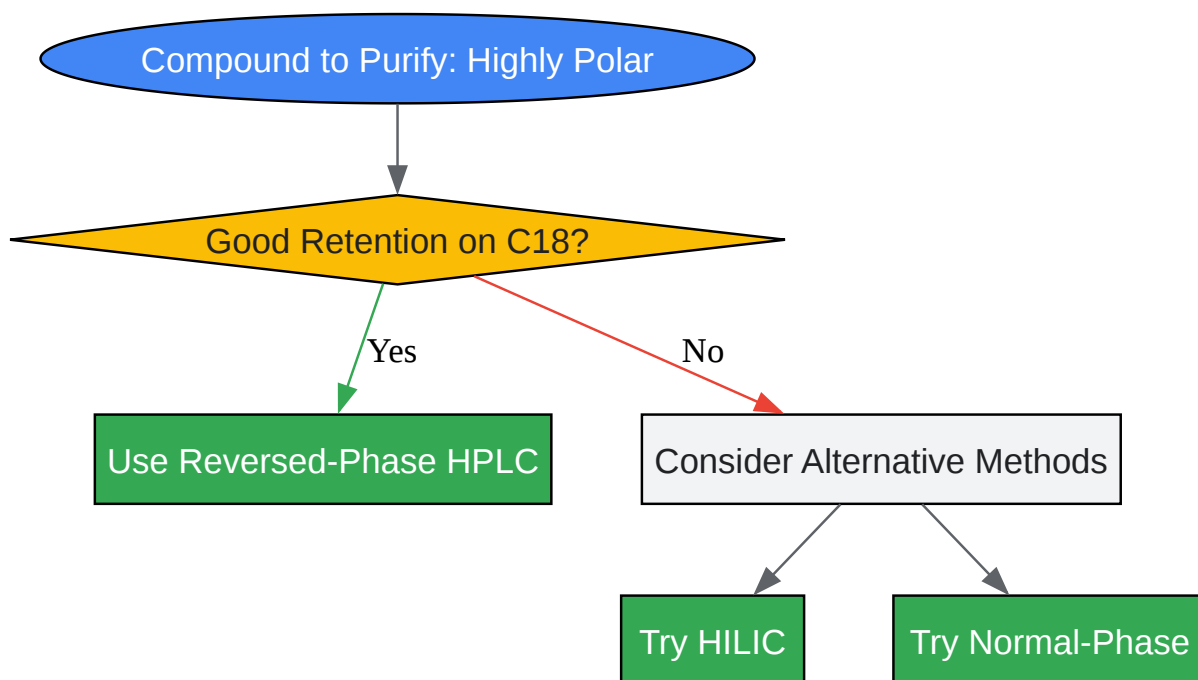 Compound to Purify: Highly Polar
Good Retention on C18?
Yes
No
Use Reversed-Phase HPLC
Consider Alternative Methods
Try HILIC
Try Normal-Phase